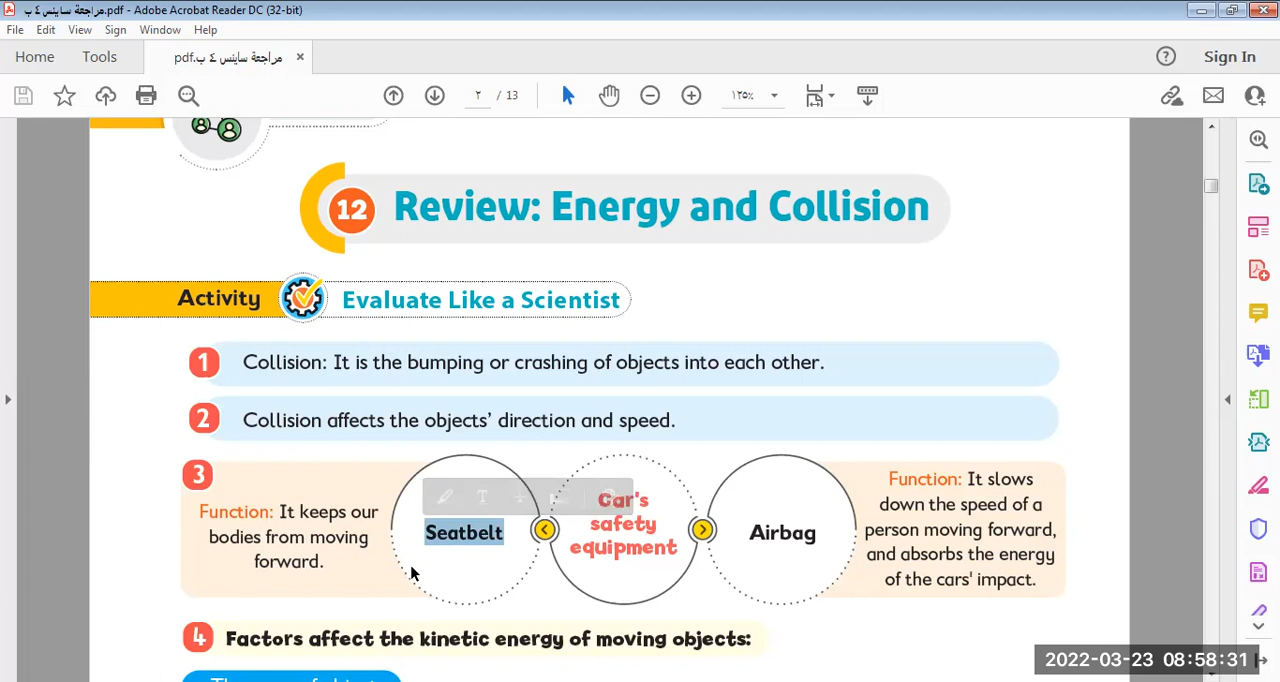 مراجعة ساينس ٤ ب.pdf - Adobe Acrobat Reader DC (32-bit)
File Edit View Sign Window Help
Home Tools مراجعة ساينس ٤ ب.pdf × Sign In
٢ / 13 ١٢٥%
12 Review: Energy and Collision
Activity Evaluate Like a Scientist
1 Collision: It is the bumping or crashing of objects into each other.
2 Collision affects the objects’ direction and speed.
3
Function: It keeps our
bodies from moving
forward.
Seatbelt
Car's
safety
equipment
Airbag
Function: It slows
down the speed of a
person moving forward,
and absorbs the energy
of the cars' impact.
4 Factors affect the kinetic energy of moving objects:
2022-03-23 08:58:31